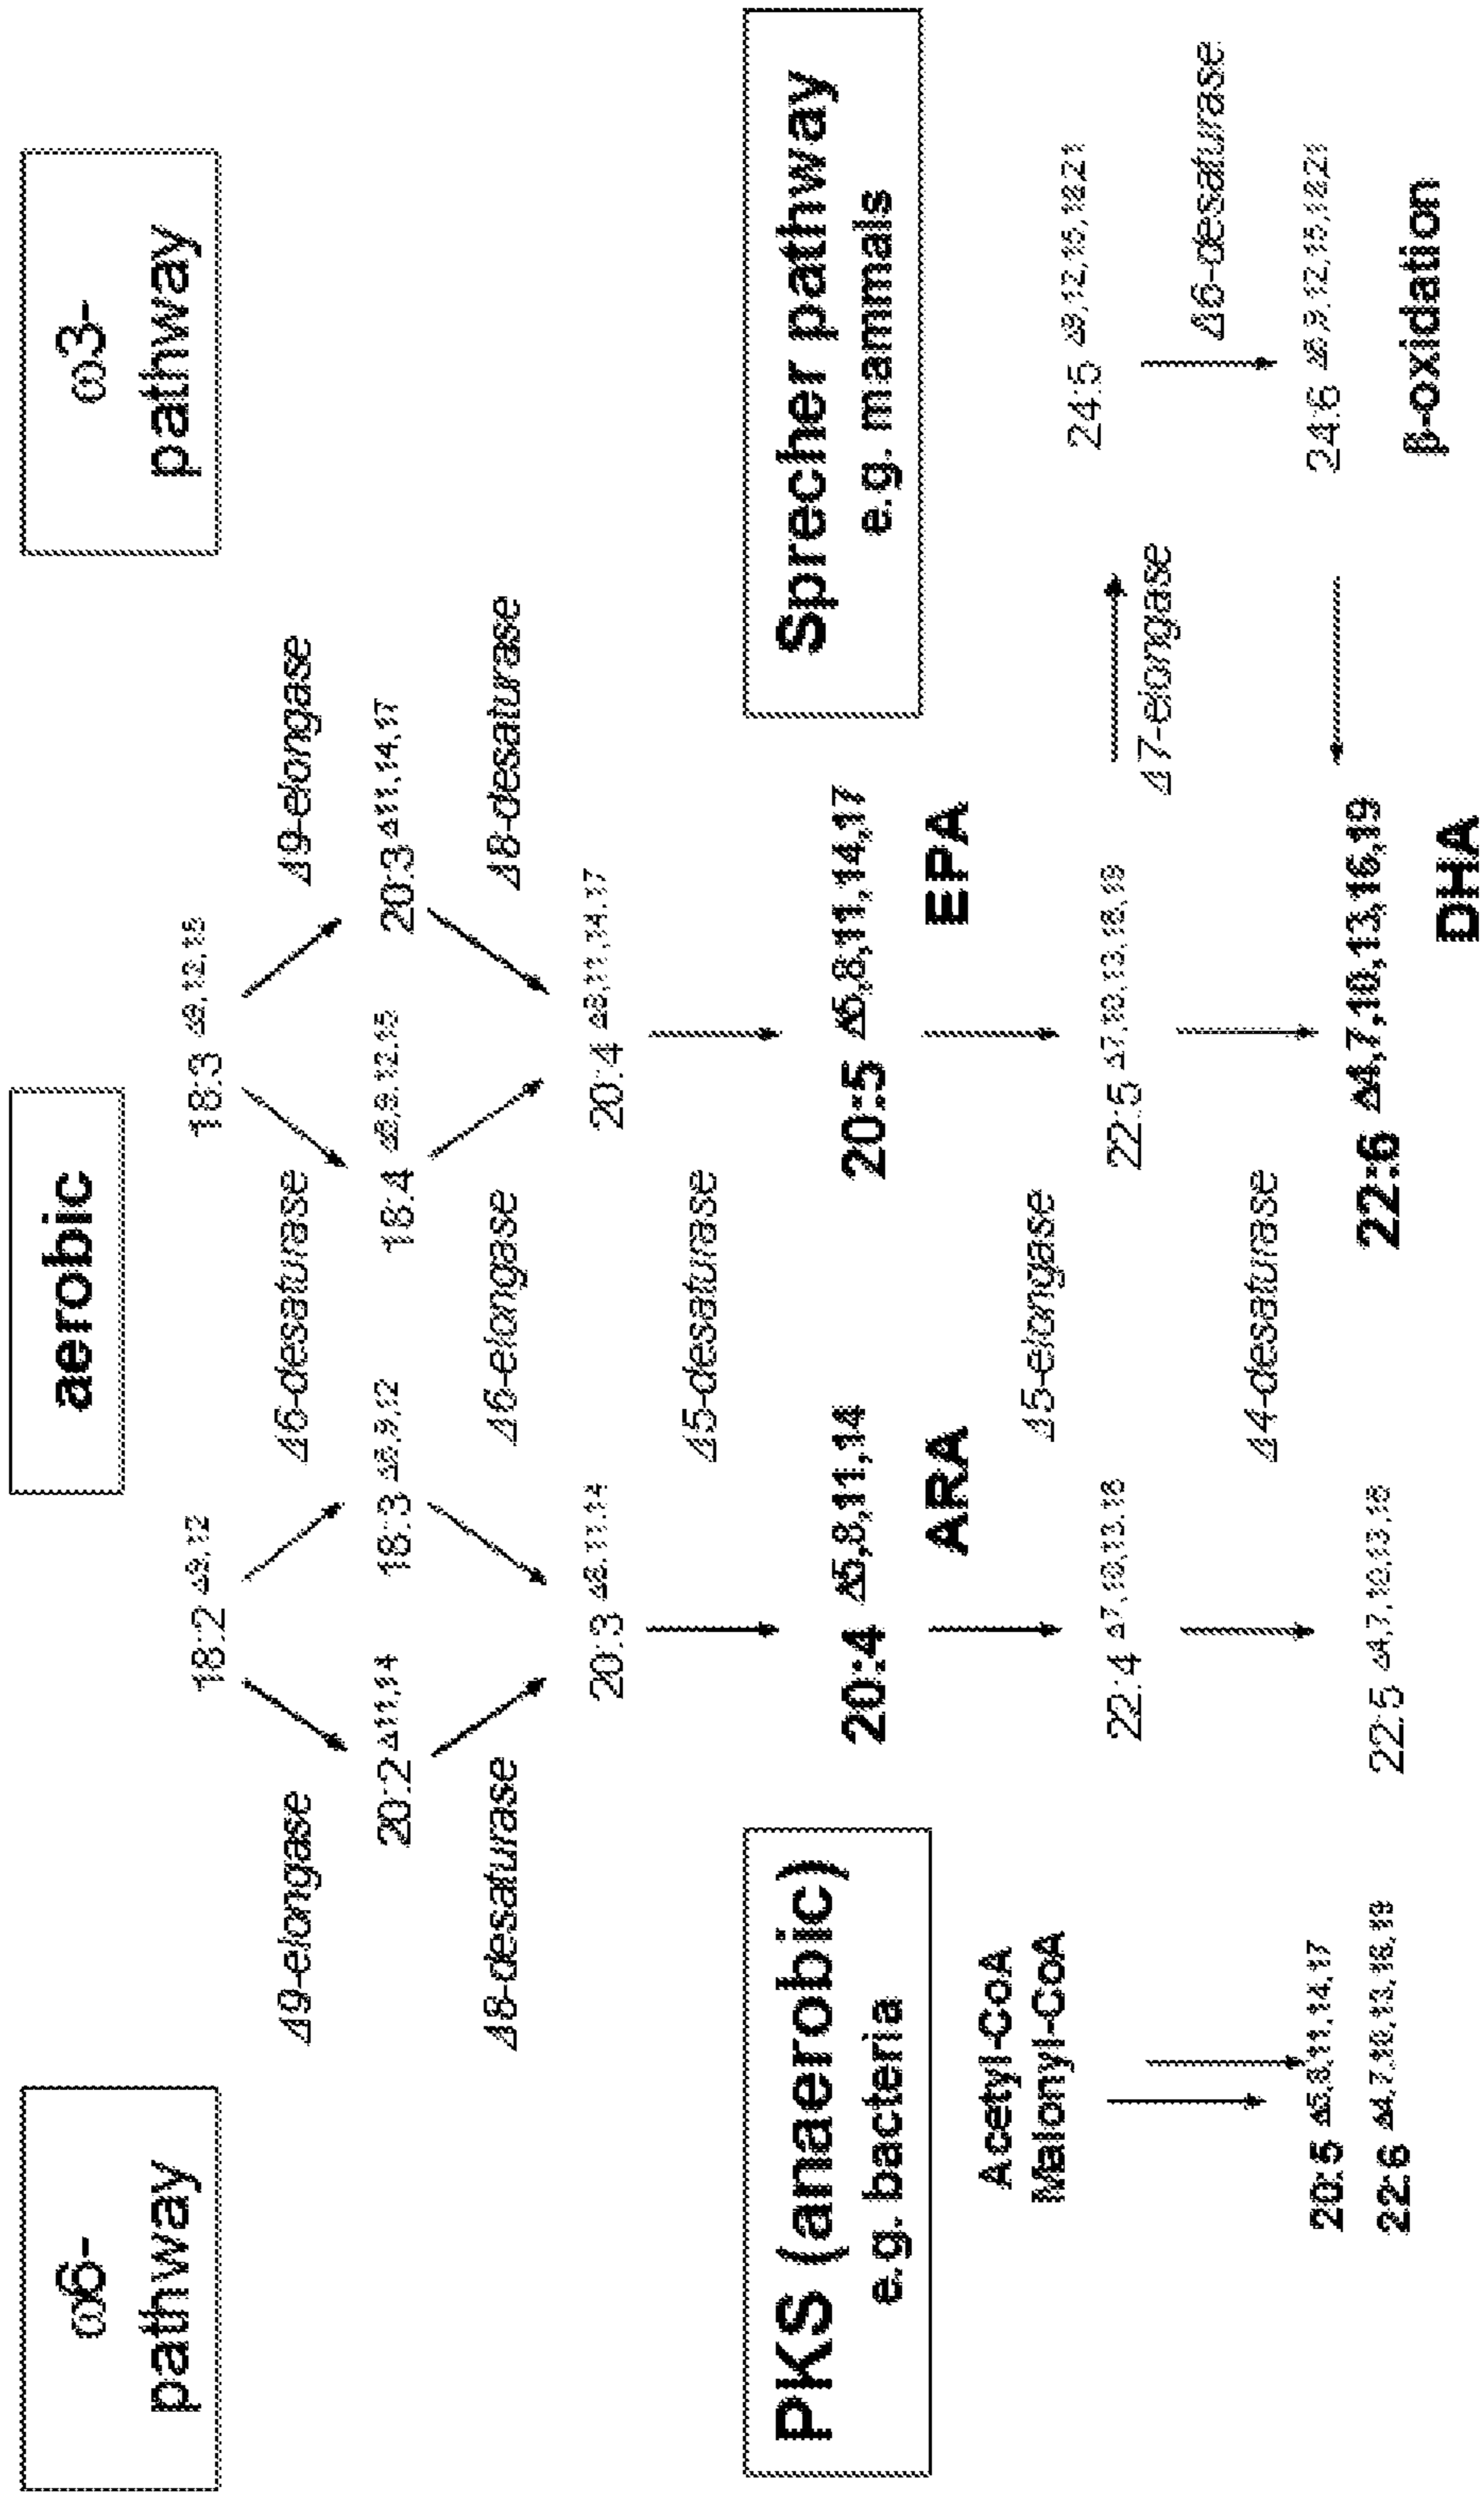 ω6-
pathway
aerobic
ω3-
pathway
18:2 Δ9,12
18:3 Δ9,12,15
Δ9-elongase
Δ6-desaturase
Δ9-elongase
20:2 Δ11,14
18:3 Δ6,9,12
18:4 Δ6,9,12,15
20:3 Δ11,14,17
Δ8-desaturase
Δ6-elongase
Δ8-desaturase
20:3 Δ8,11,14
20:4 Δ8,11,14,17
Δ5-desaturase
PKS (anaerobic)
e.g. bacteria
20:4 Δ5,8,11,14
ARA
20:5 Δ5,8,11,14,17
EPA
Sprecher pathway
e.g. mammals
Acetyl-CoA
Malonyl-CoA
Δ5-elongase
22:4 Δ7,10,13,16
22:5 Δ7,10,13,16,19
Δ7-elongase
24:5 Δ9,12,15,18,21
Δ4-desaturase
Δ6-desaturase
20:5 Δ5,8,11,14,17
22:6 Δ4,7,10,13,16,19
22:5 Δ4,7,10,13,16
22:6 Δ4,7,10,13,16,19
DHA
24:6 Δ6,9,12,15,18,21
β-oxidation